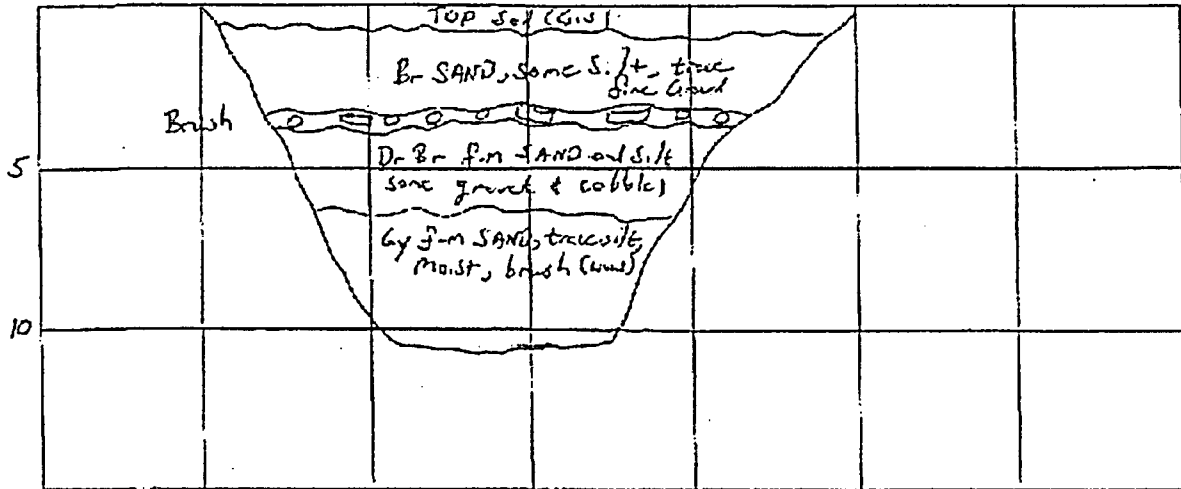 TOP Soil
Br SAND, some Silt, trace
fine Gravel
Brush
Dr Br f-m SAND and Silt
5
some gravel & cobbles
Gy f-m SAND, trace silt,
moist, brush (wood)
10